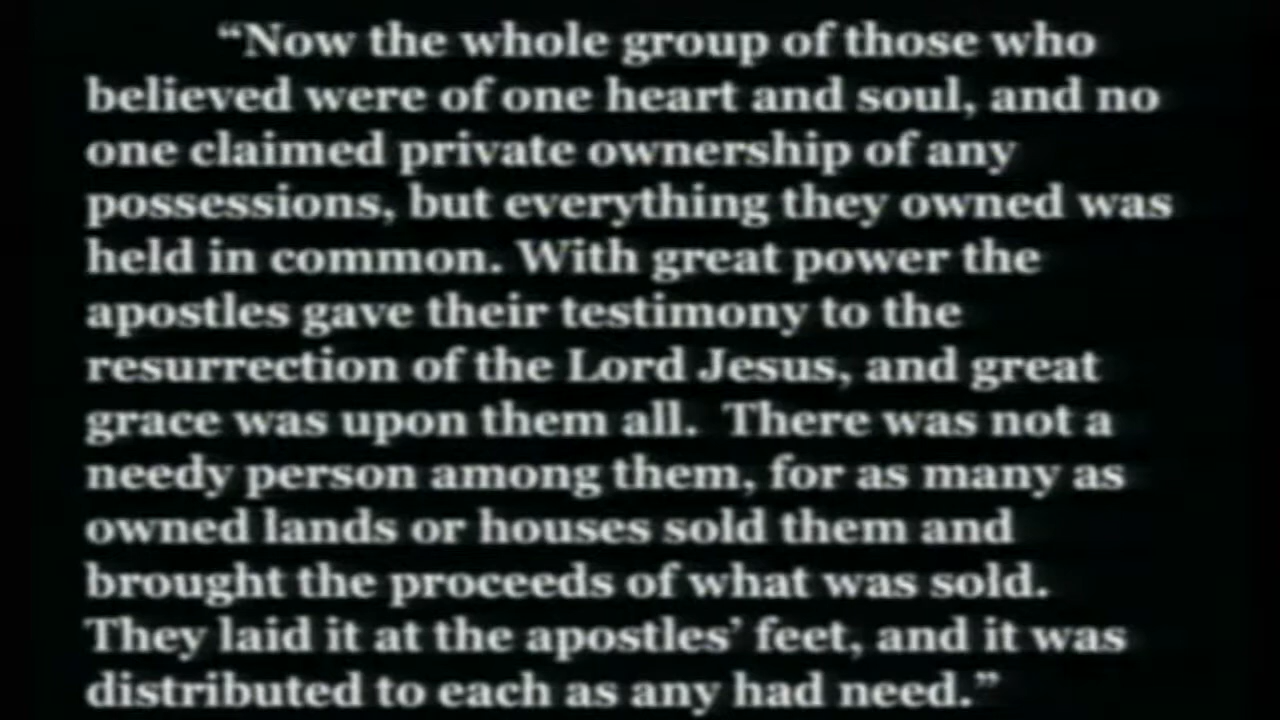 “Now the whole group of those who
believed were of one heart and soul, and no
one claimed private ownership of any
possessions, but everything they owned was
held in common. With great power the
apostles gave their testimony to the
resurrection of the Lord Jesus, and great
grace was upon them all.  There was not a
needy person among them, for as many as
owned lands or houses sold them and
brought the proceeds of what was sold.
They laid it at the apostles’ feet, and it was
distributed to each as any had need.”